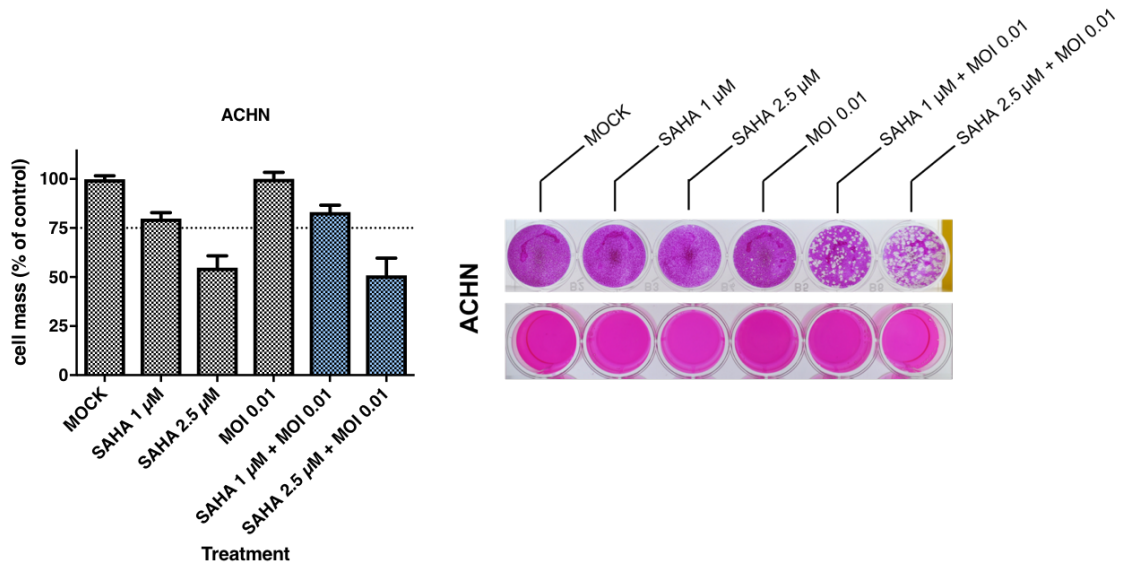 ACHN
cell mass (% of control)
100
75
50
25
0
MOCK
SAHA 1 µM
SAHA 2.5 µM
MOI 0.01
SAHA 1 µM + MOI 0.01
SAHA 2.5 µM + MOI 0.01
Treatment
MOCK
SAHA 1 µM
SAHA 2.5 µM
MOI 0.01
SAHA 1 µM + MOI 0.01
SAHA 2.5 µM + MOI 0.01
ACHN